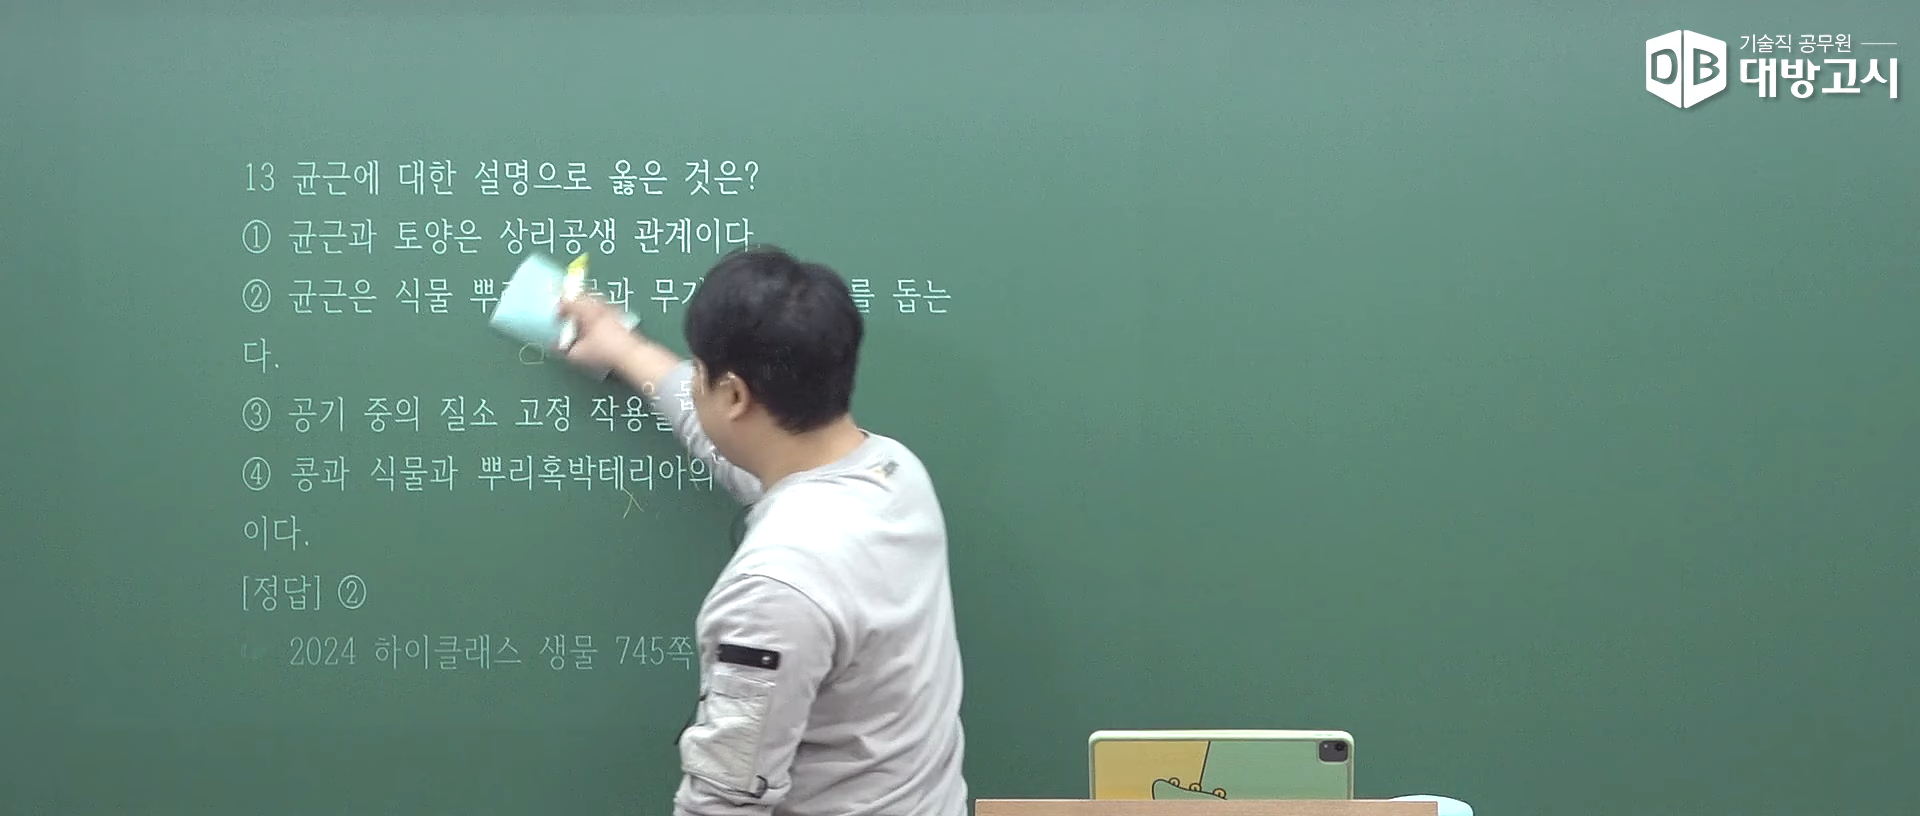 기술직 공무원
DB 대방고시
13 균근에 대한 설명으로 옳은 것은?
① 균근과 토양은 상리공생 관계이다.
② 균근은 식물 뿌 과 무 를 돕는
다.
③ 공기 중의 질소 고정 작용을 돕
④ 콩과 식물과 뿌리혹박테리아의
이다.
[정답] ②
2024 하이클래스 생물 745쪽